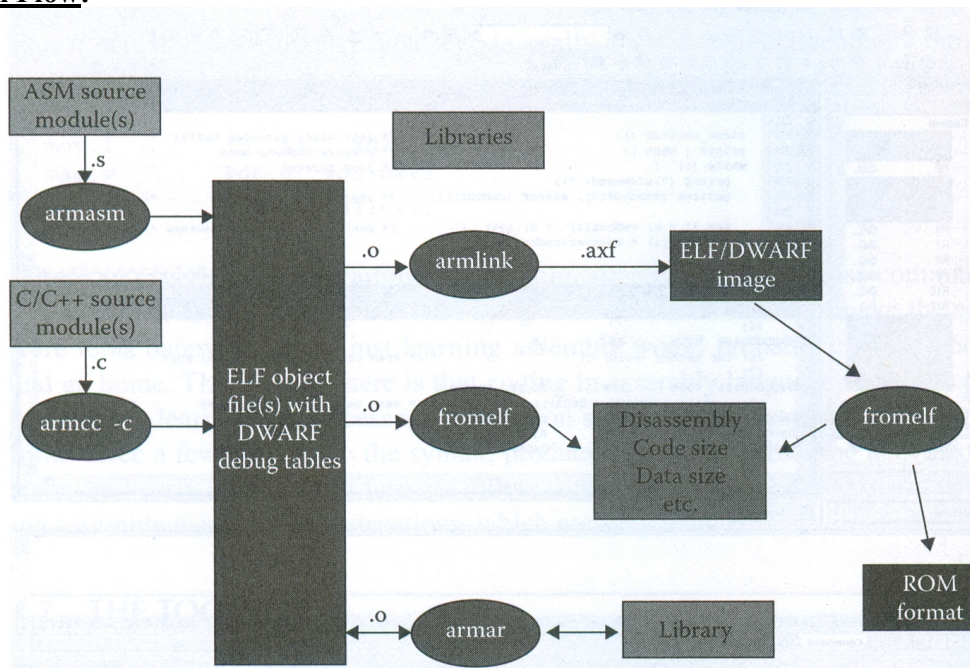 ASM source
module(s)
.s
armasm
C/C++ source
module(s)
.c
armcc -c
ELF object
file(s) with
DWARF
debug tables
Libraries
.o
armlink
.axf
ELF/DWARF
image
.o
fromelf
Disassembly
Code size
Data size
etc.
fromelf
ROM
format
.o
armar
Library